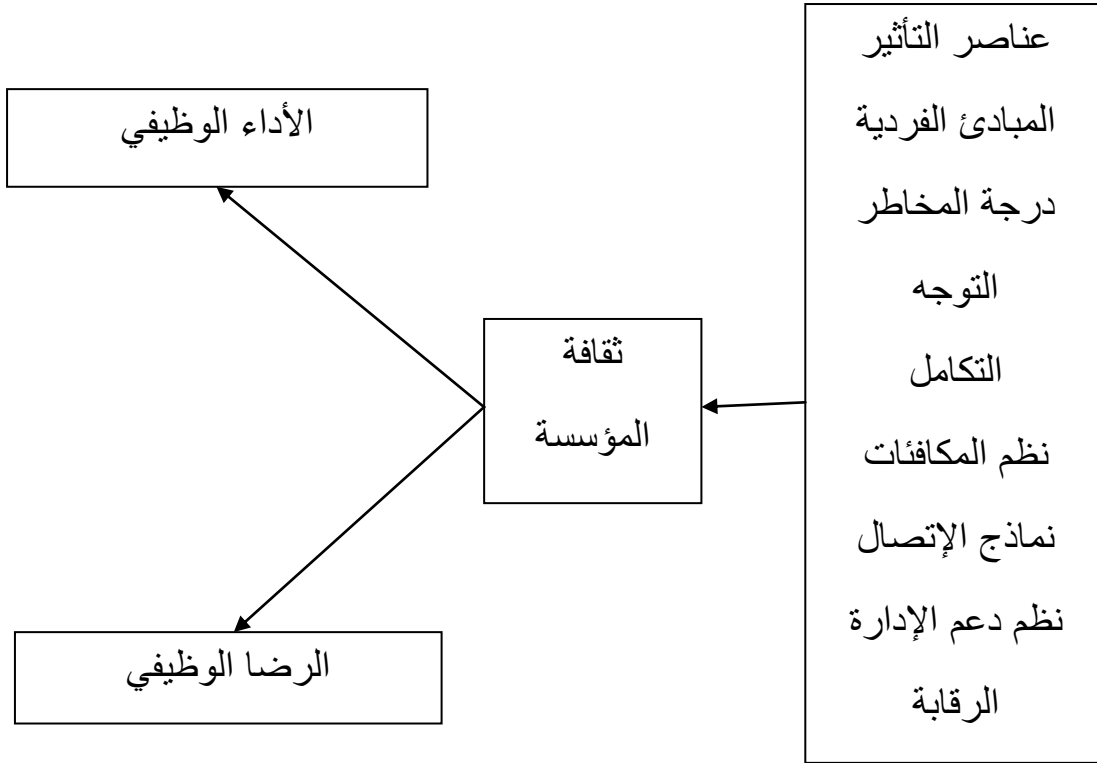 عناصر التأثير
المبادئ الفردية
درجة المخاطر
التوجه
التكامل
نظم المكافئات
نماذج الإتصال
نظم دعم الإدارة
الرقابة
ثقافة
المؤسسة
الأداء الوظيفي
الرضا الوظيفي